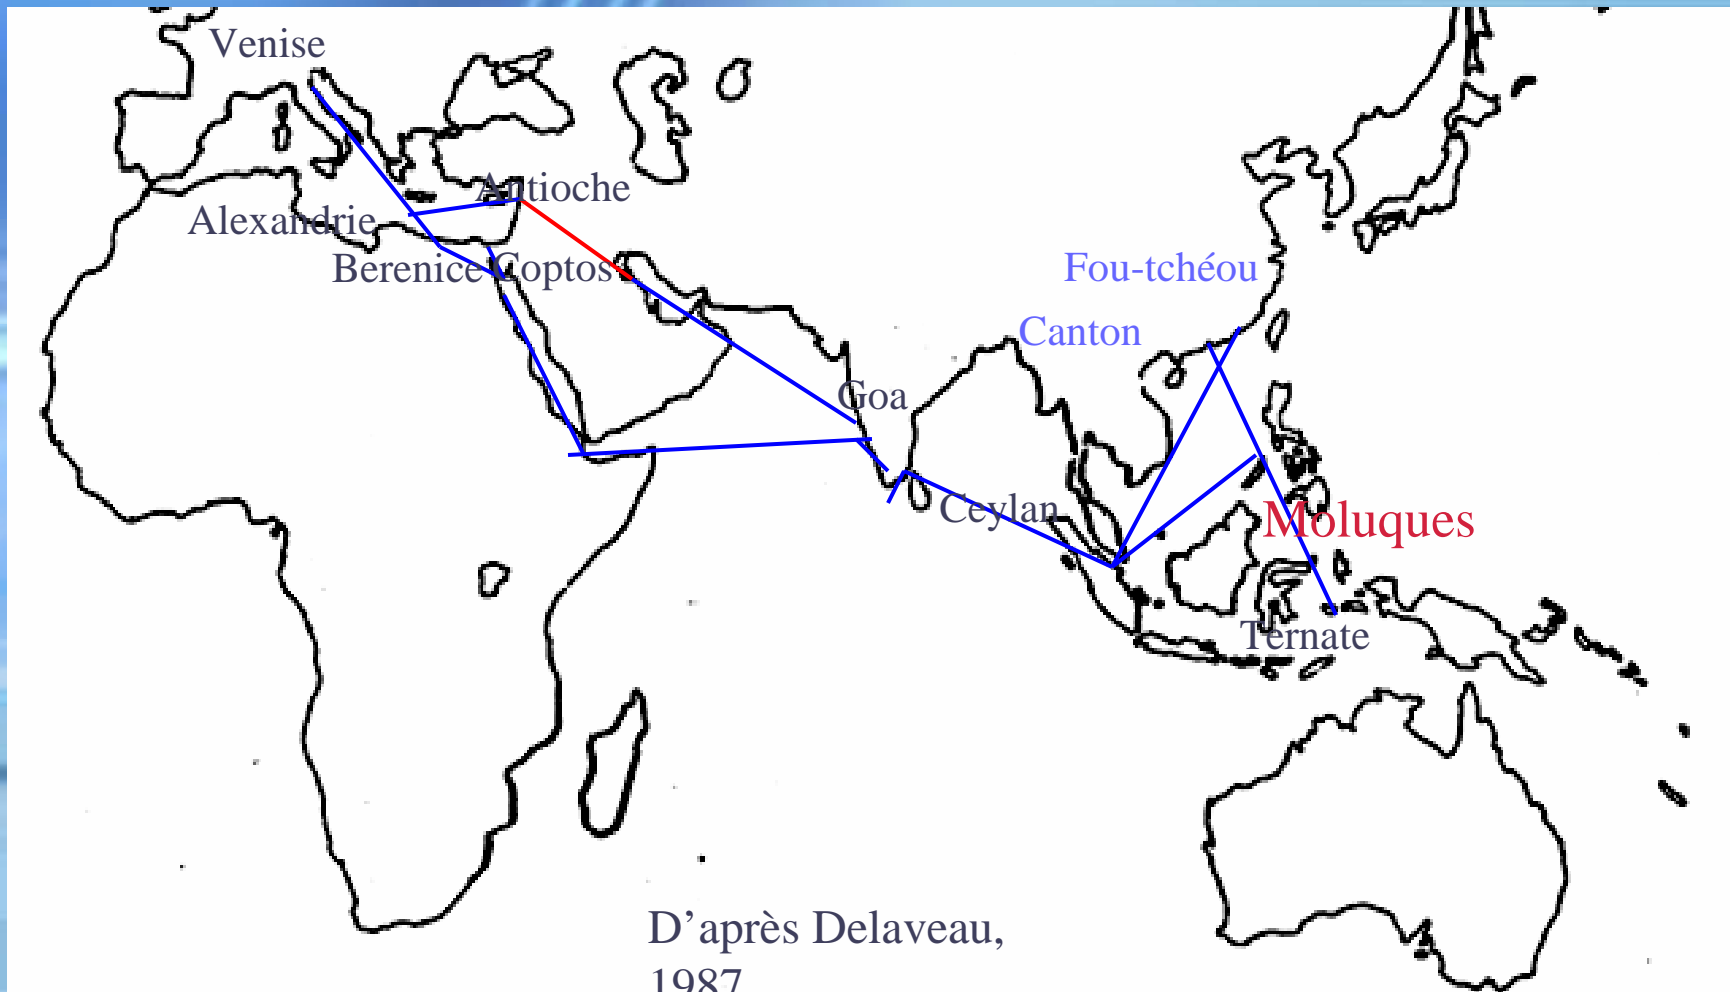 Venise
Antioche
Alexandrie
Berenice Coptos
Fou-tchéou
Canton
Goa
Ceylan
Moluques
Ternate
D’après Delaveau,
1987